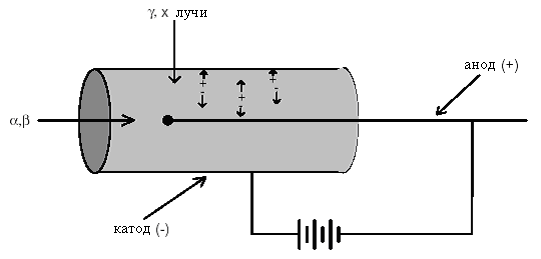 γ, x лучи
анод (+)
+
-
+
-
+
-
α,β
катод (-)